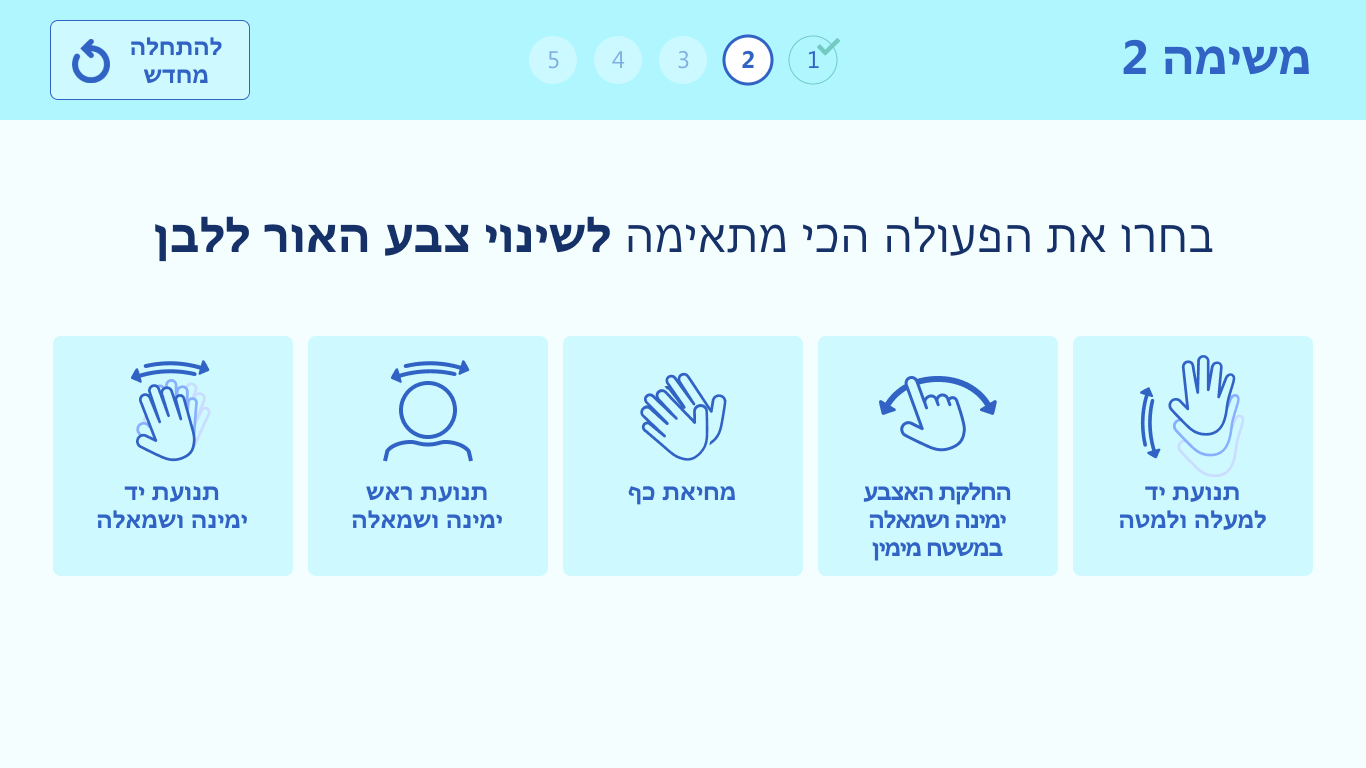 משימה 2
1
2
3
4
5
להתחלה
מחדש
בחרו את הפעולה הכי מתאימה לשינוי צבע האור ללבן
תנועת יד
למעלה ולמטה
החלקת האצבע
ימינה ושמאלה
במשטח מימין
מחיאת כף
תנועת ראש
ימינה ושמאלה
תנועת יד
ימינה ושמאלה